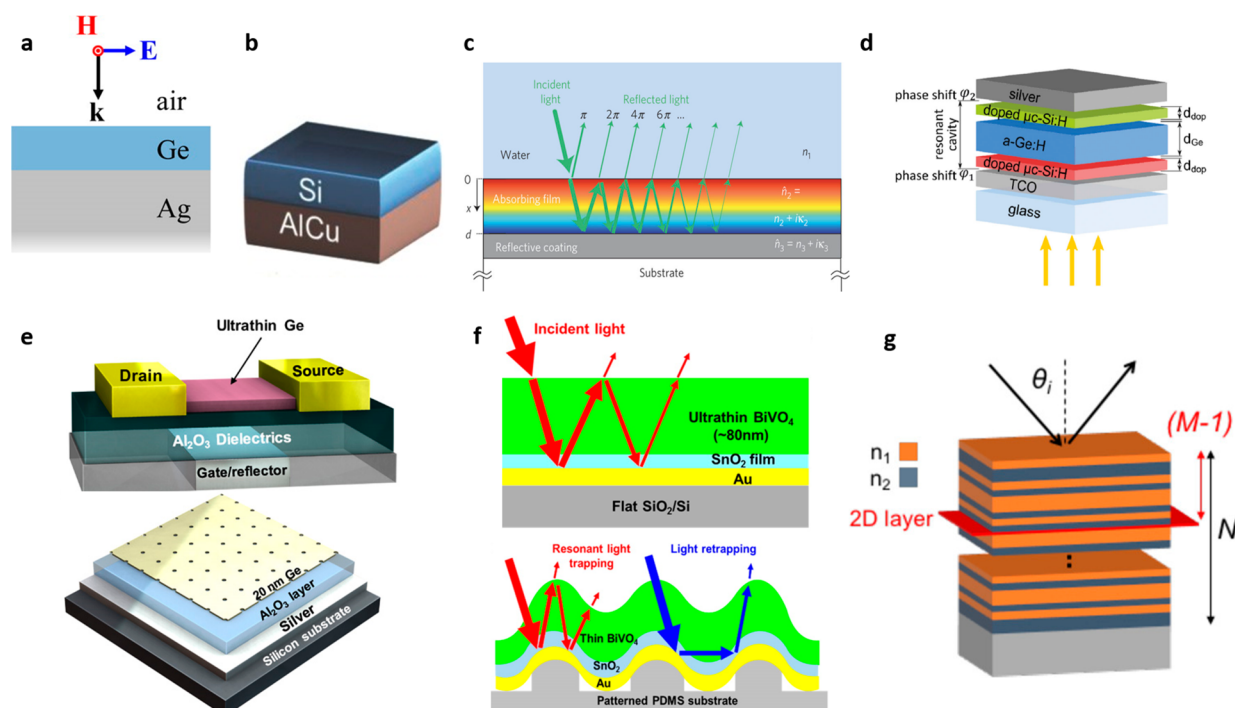 a
H
E
k
air
Ge
Ag
b
Si
AlCu
c
Incident
light
Reflected light
π 2π 4π 6π ...
Water
n₁
0
Absorbing film
n̂₂ =
x
n₂ + iκ₂
d
Reflective coating
n̂₃ = n₃ + iκ₃
Substrate
d
silver
phase shift φ₂
doped μc-Si:H
d_dop
resonant
cavity
a-Ge:H
d_Ge
doped μc-Si:H
d_dop
phase shift φ₁
TCO
glass
e
Ultrathin Ge
Drain
Source
Al₂O₃ Dielectrics
Gate/reflector
20 nm Ge
Al₂O₃ layer
Silver
Silicon substrate
f
Incident light
Ultrathin BiVO₄
(~80nm)
SnO₂ film
Au
Flat SiO₂/Si
Resonant light
trapping
Light retrapping
Thin BiVO₄
SnO₂
Au
Patterned PDMS substrate
g
θᵢ
(M-1)
n₁
n₂
2D layer
N